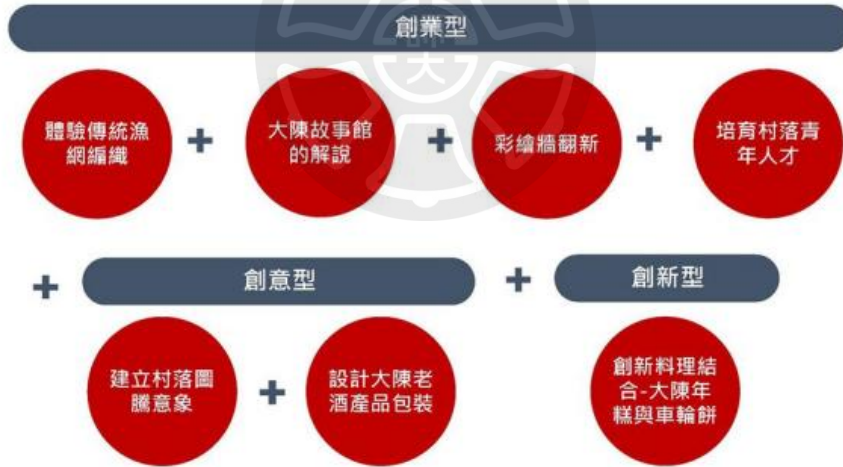 創業型
體驗傳統漁
網編織
+
大陳故事館
的解說
+
彩繪牆翻新
+
培育村落青
年人才
+
創意型
+
創新型
建立村落圖
騰意象
+
設計大陳老
酒產品包裝
創新料理結
合-大陳年
糕與車輪餅